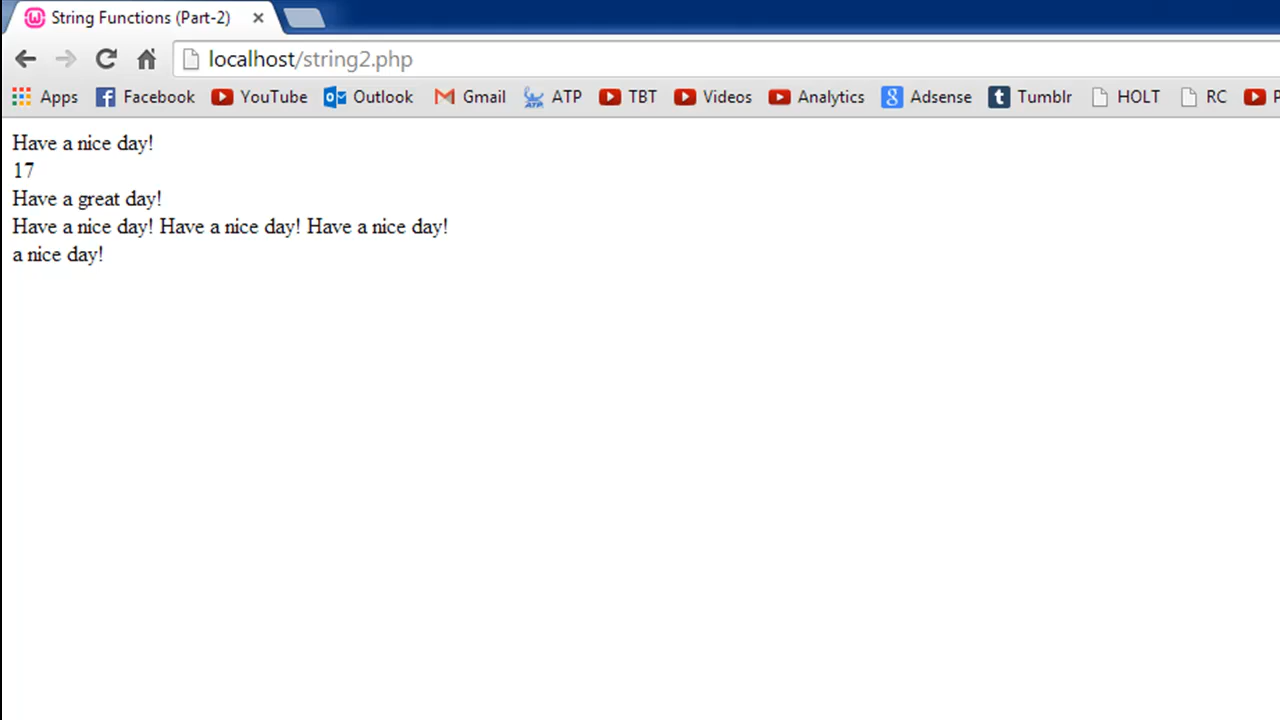 String Functions (Part-2)
localhost/string2.php
Apps Facebook YouTube Outlook Gmail ATP TBT Videos Analytics Adsense Tumblr HOLT RC P
Have a nice day!
17
Have a great day!
Have a nice day! Have a nice day! Have a nice day!
a nice day!